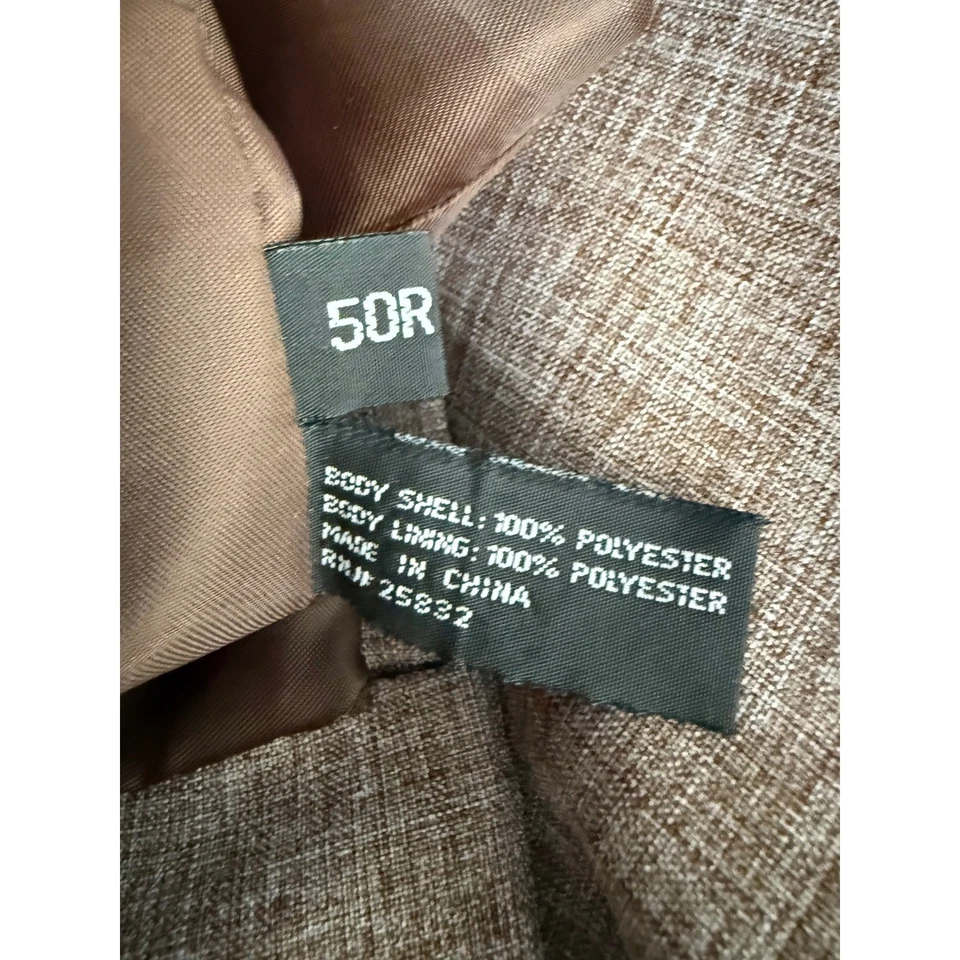 50R
BODY SHELL: 100% POLYESTER
BODY LINING: 100% POLYESTER
MADE IN CHINA
RN# 25832